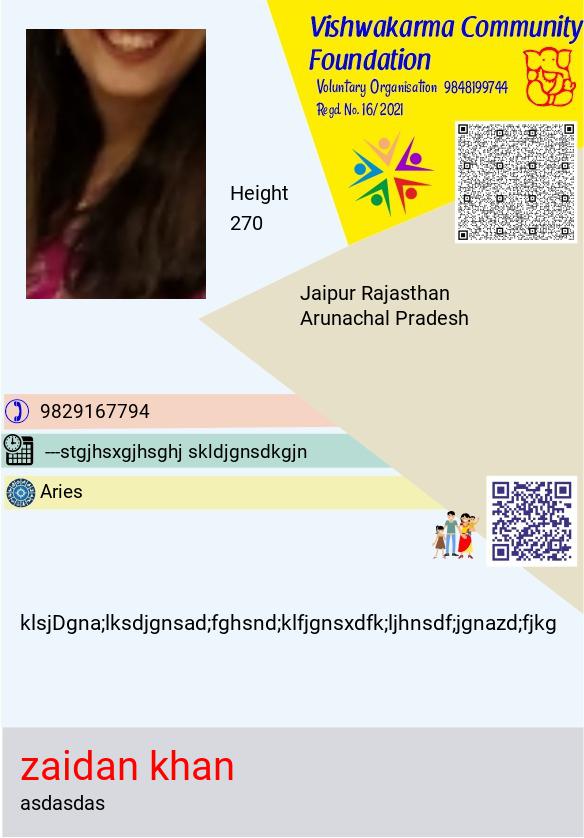 Vishwakarma Community
Foundation
Voluntary Organisation 9848199744
Regd No. 16/2021
Height
270
Jaipur Rajasthan
Arunachal Pradesh
9829167794
---stgjhsxgjhsghj skldjgnsdkgjn
Aries
klsjDgna;lksdjgnsad;fghsnd;klfjgnsxdfk;ljhnsdf;jgnazd;fjkg
zaidan khan
asdasdas